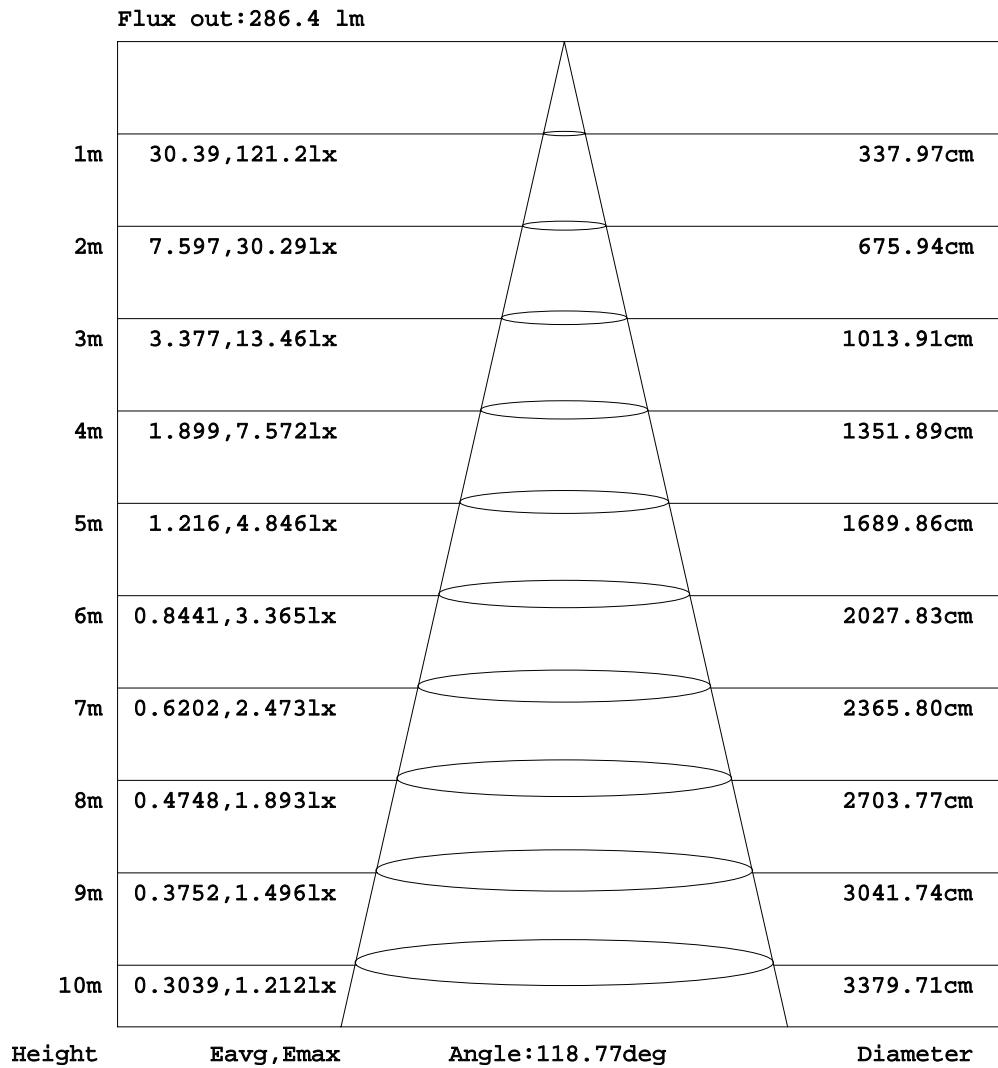 Flux out:286.4 lm
1m 30.39,121.2lx 337.97cm
2m 7.597,30.29lx 675.94cm
3m 3.377,13.46lx 1013.91cm
4m 1.899,7.572lx 1351.89cm
5m 1.216,4.846lx 1689.86cm
6m 0.8441,3.365lx 2027.83cm
7m 0.6202,2.473lx 2365.80cm
8m 0.4748,1.893lx 2703.77cm
9m 0.3752,1.496lx 3041.74cm
10m 0.3039,1.212lx 3379.71cm
Height Eavg,Emax Angle:118.77deg Diameter